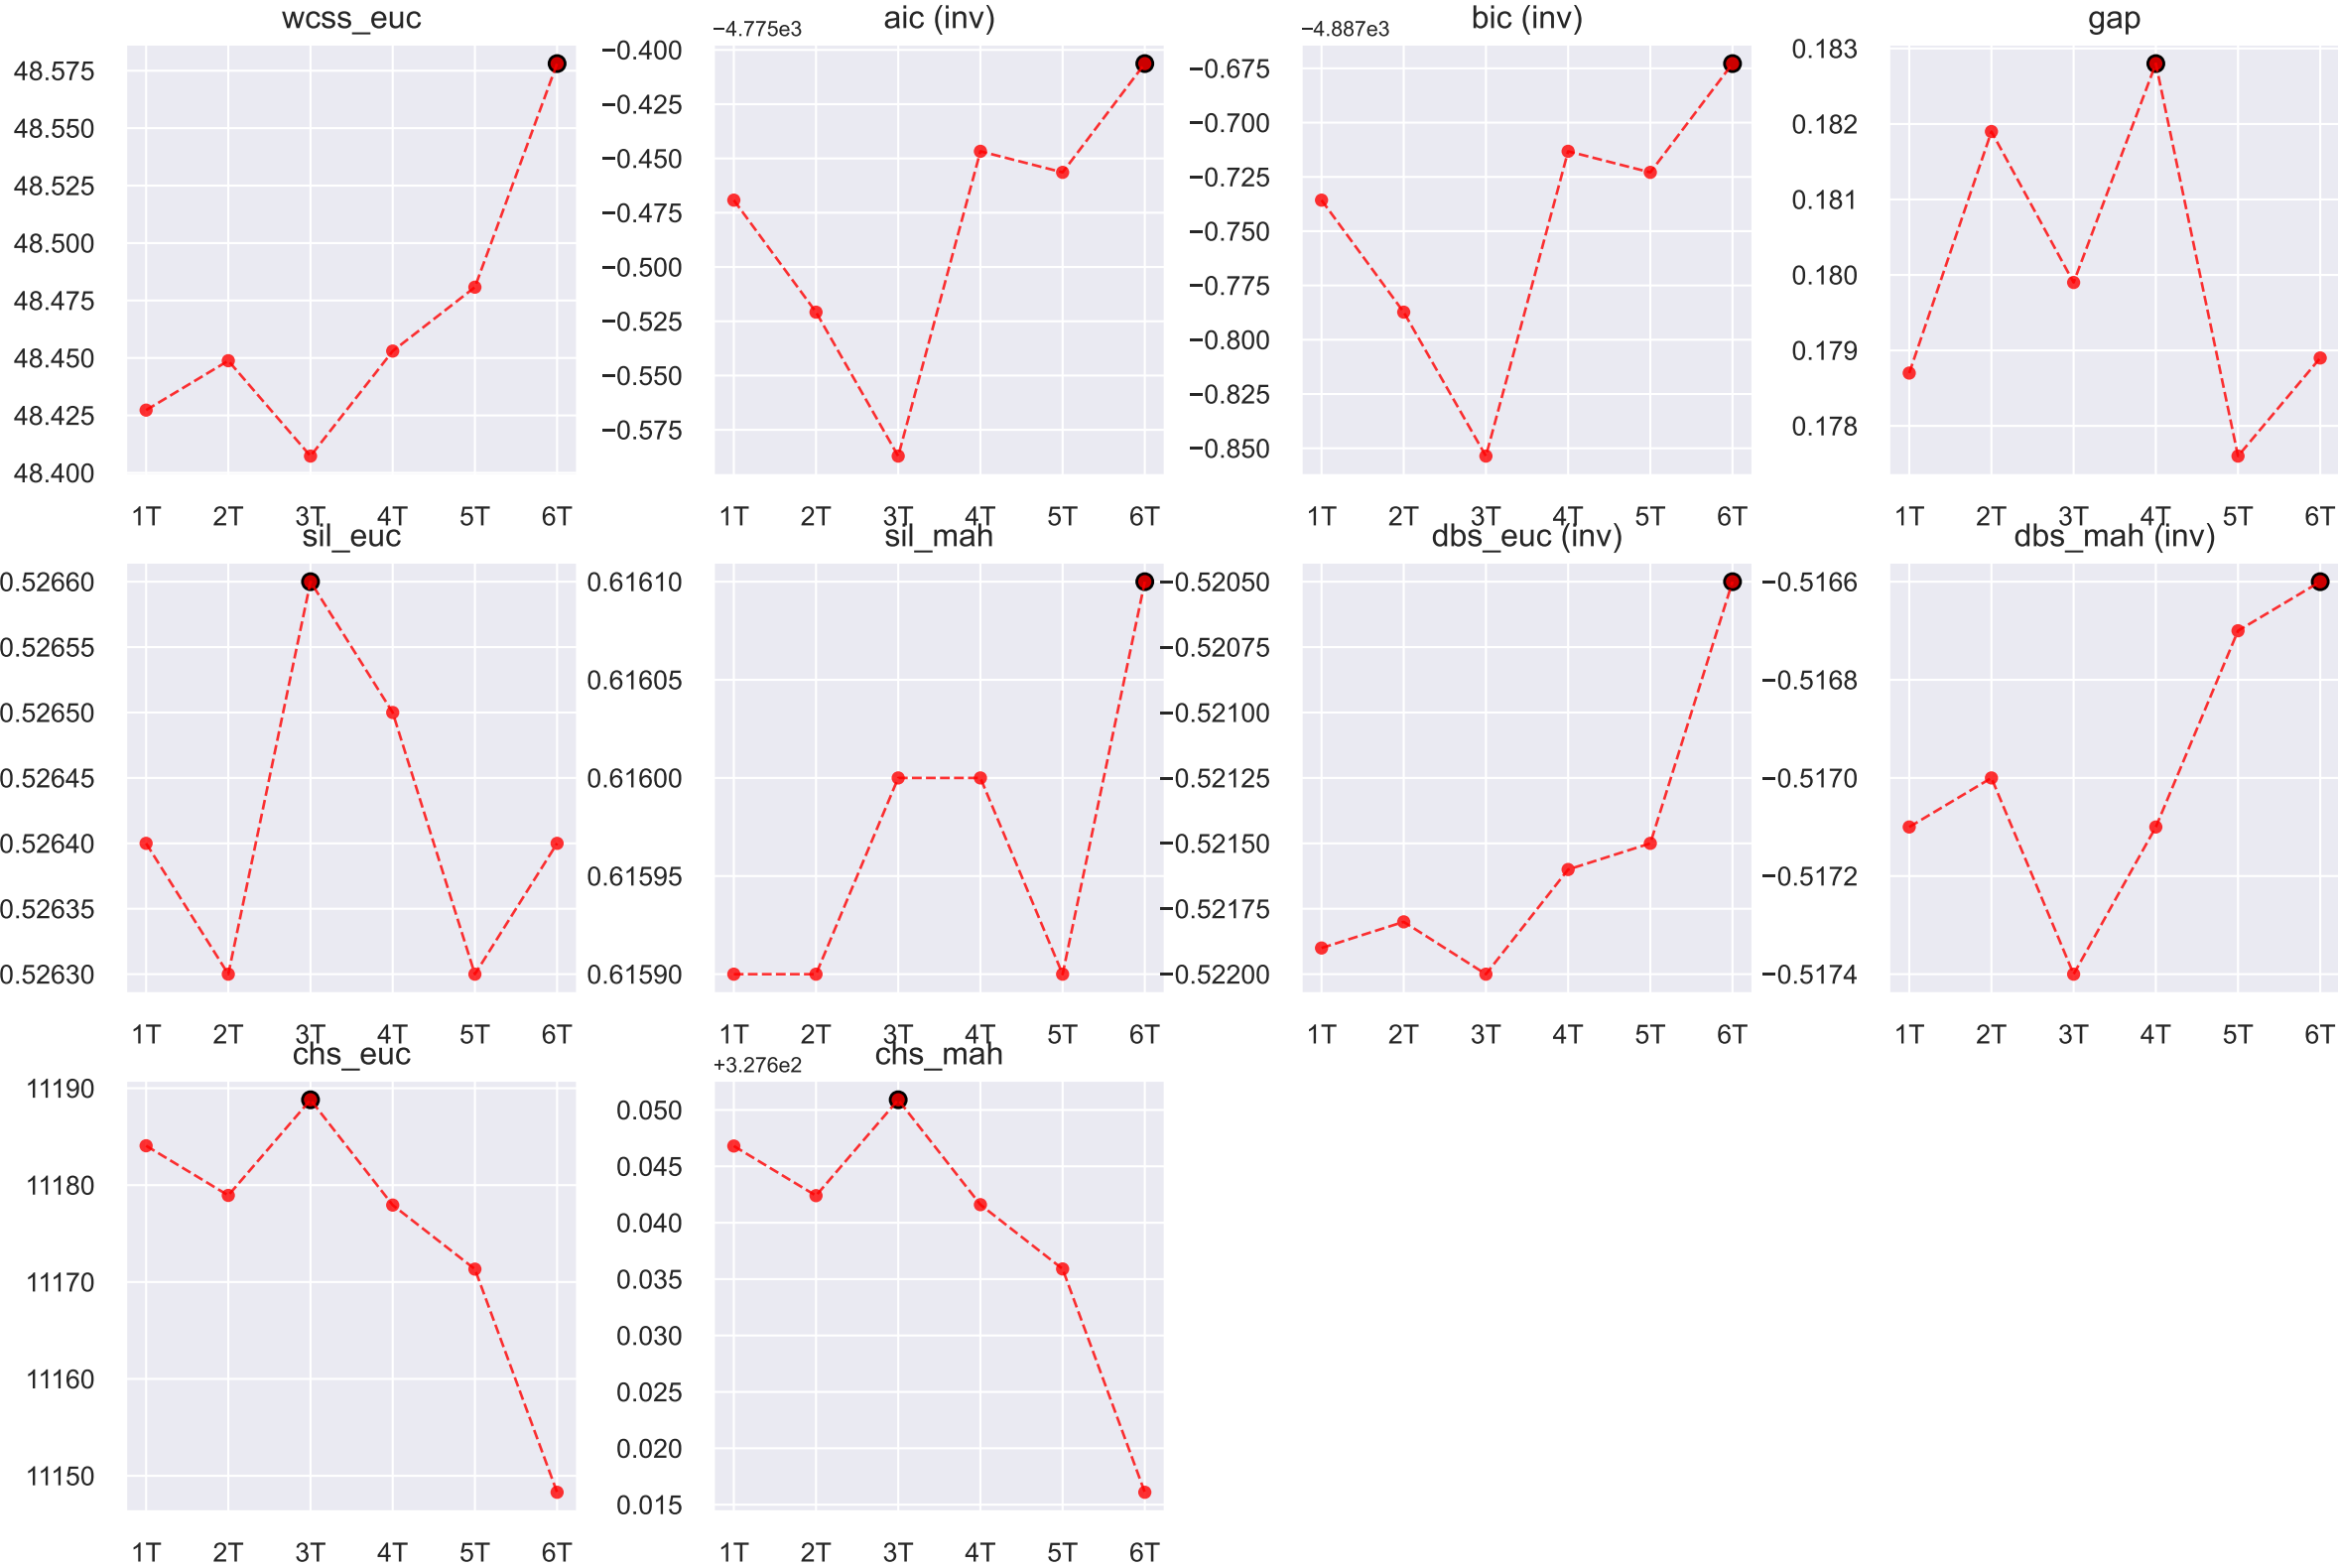 wcss_euc
48.575
48.550
48.525
48.500
48.475
48.450
48.425
48.400
1T 2T 3T 4T 5T 6T
aic (inv)
−4.775e3
−0.400
−0.425
−0.450
−0.475
−0.500
−0.525
−0.550
−0.575
1T 2T 3T 4T 5T 6T
bic (inv)
−4.887e3
−0.675
−0.700
−0.725
−0.750
−0.775
−0.800
−0.825
−0.850
1T 2T 3T 4T 5T 6T
gap
0.183
0.182
0.181
0.180
0.179
0.178
1T 2T 3T 4T 5T 6T
sil_euc
0.52660
0.52655
0.52650
0.52645
0.52640
0.52635
0.52630
1T 2T 3T 4T 5T 6T
sil_mah
0.61610
0.61605
0.61600
0.61595
0.61590
1T 2T 3T 4T 5T 6T
dbs_euc (inv)
−0.52050
−0.52075
−0.52100
−0.52125
−0.52150
−0.52175
−0.52200
1T 2T 3T 4T 5T 6T
dbs_mah (inv)
−0.5166
−0.5168
−0.5170
−0.5172
−0.5174
1T 2T 3T 4T 5T 6T
chs_euc
11190
11180
11170
11160
11150
1T 2T 3T 4T 5T 6T
chs_mah
+3.276e2
0.050
0.045
0.040
0.035
0.030
0.025
0.020
0.015
1T 2T 3T 4T 5T 6T